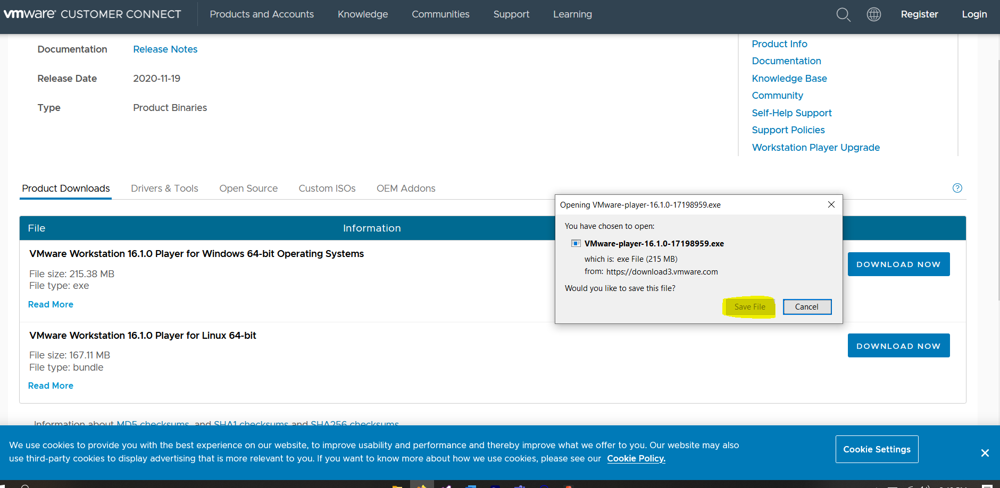 vmware® CUSTOMER CONNECT Products and Accounts Knowledge Communities Support Learning Register Login
Documentation Release Notes
Release Date 2020-11-19
Type Product Binaries
Product Info
Documentation
Knowledge Base
Community
Self-Help Support
Support Policies
Workstation Player Upgrade
Product Downloads Drivers & Tools Open Source Custom ISOs OEM Addons ?
File Information
VMware Workstation 16.1.0 Player for Windows 64-bit Operating Systems
File size: 215.38 MB
File type: exe
Read More
DOWNLOAD NOW
Opening VMware-player-16.1.0-17198959.exe
You have chosen to open:
VMware-player-16.1.0-17198959.exe
which is: exe File (215 MB)
from: https://download3.vmware.com
Would you like to save this file?
Save File Cancel
VMware Workstation 16.1.0 Player for Linux 64-bit
File size: 167.11 MB
File type: bundle
Read More
DOWNLOAD NOW
Information about MD5 checksums, and SHA1 checksums and SHA256 checksums
We use cookies to provide you with the best experience on our website, to improve usability and performance and thereby improve what we offer to you. Our website may also
use third-party cookies to display advertising that is more relevant to you. If you want to know more about how we use cookies, please see our Cookie Policy.
Cookie Settings